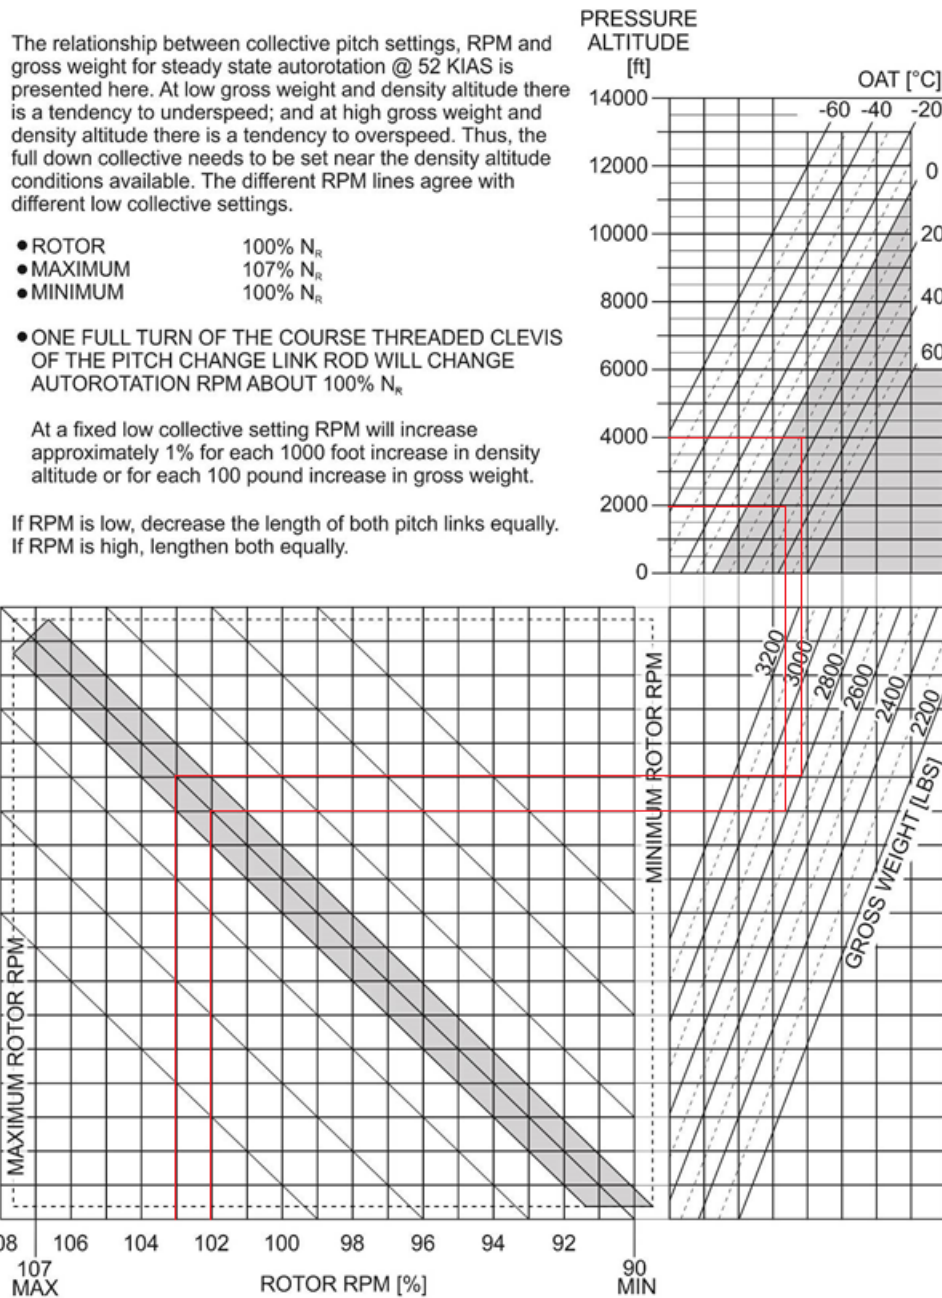 The relationship between collective pitch settings, RPM and
gross weight for steady state autorotation @ 52 KIAS is
presented here. At low gross weight and density altitude there
is a tendency to underspeed; and at high gross weight and
density altitude there is a tendency to overspeed. Thus, the
full down collective needs to be set near the density altitude
conditions available. The different RPM lines agree with
different low collective settings.
● ROTOR 100% NR
● MAXIMUM 107% NR
● MINIMUM 100% NR
● ONE FULL TURN OF THE COURSE THREADED CLEVIS
OF THE PITCH CHANGE LINK ROD WILL CHANGE
AUTOROTATION RPM ABOUT 100% NR
At a fixed low collective setting RPM will increase
approximately 1% for each 1000 foot increase in density
altitude or for each 100 pound increase in gross weight.
If RPM is low, decrease the length of both pitch links equally.
If RPM is high, lengthen both equally.
PRESSURE
ALTITUDE
[ft]
OAT [°C]
14000
12000
10000
8000
6000
4000
2000
0
-60 -40 -20
0
20
40
60
3200
3000
2800
2600
2400
2200
GROSS WEIGHT [LBS]
MINIMUM ROTOR RPM
MAXIMUM ROTOR RPM
08 106 104 102 100 98 96 94 92
107
MAX
90
MIN
ROTOR RPM [%]